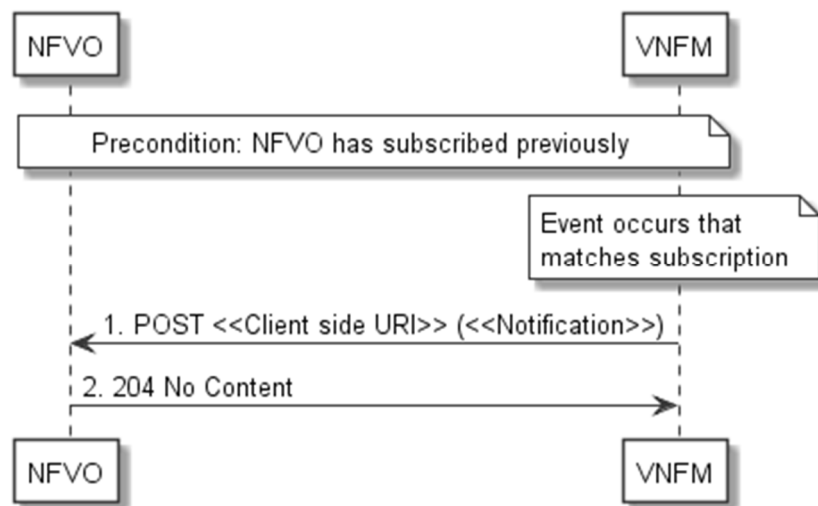 NFVO
VNFM
Precondition: NFVO has subscribed previously
Event occurs that
matches subscription
1. POST <<Client side URI>> (<<Notification>>)
2. 204 No Content
NFVO
VNFM